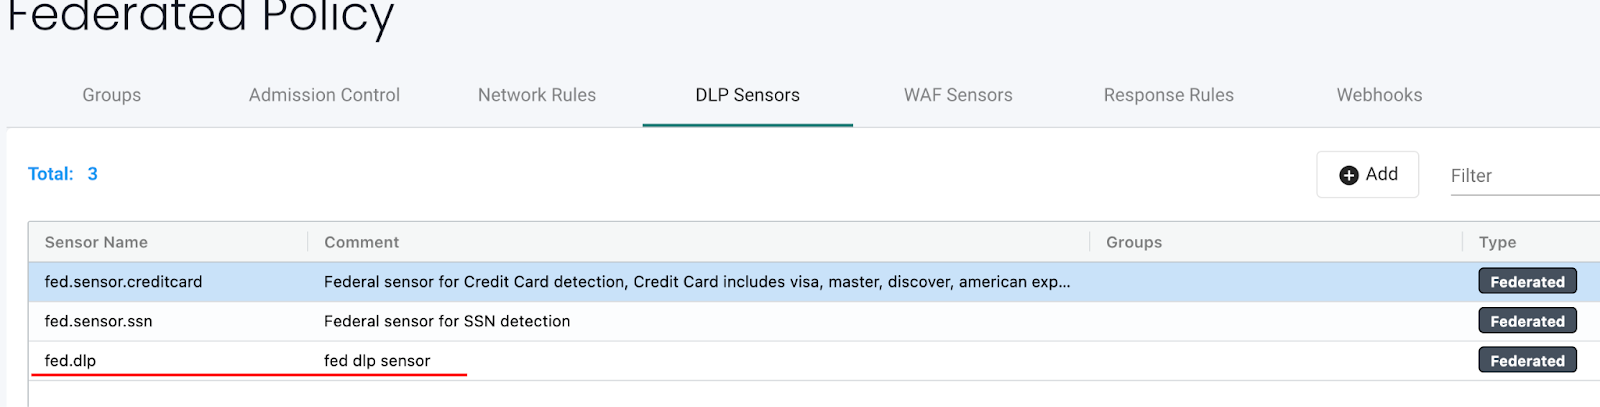 Federated Policy
Groups Admission Control Network Rules DLP Sensors WAF Sensors Response Rules Webhooks
Total: 3 Add Filter
Sensor Name Comment Groups Type
fed.sensor.creditcard Federal sensor for Credit Card detection, Credit Card includes visa, master, discover, american exp... Federated
fed.sensor.ssn Federal sensor for SSN detection Federated
fed.dlp fed dlp sensor Federated